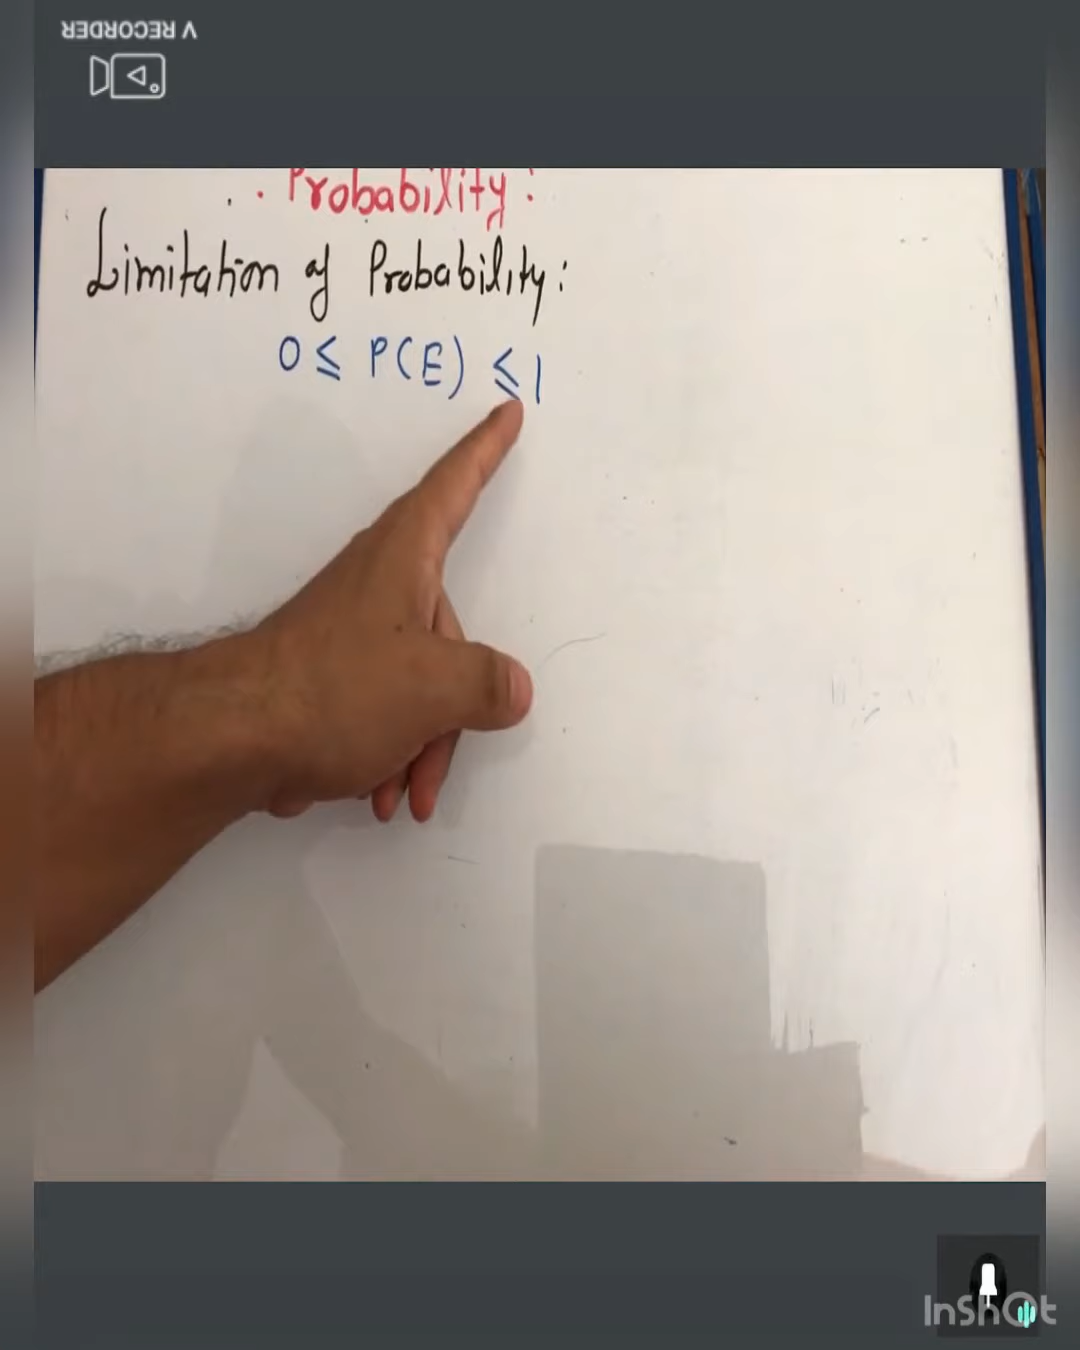 V RECORDER
Probability:
Limitation of Probability:
0 ≤ P(E) ≤ 1
InShOt